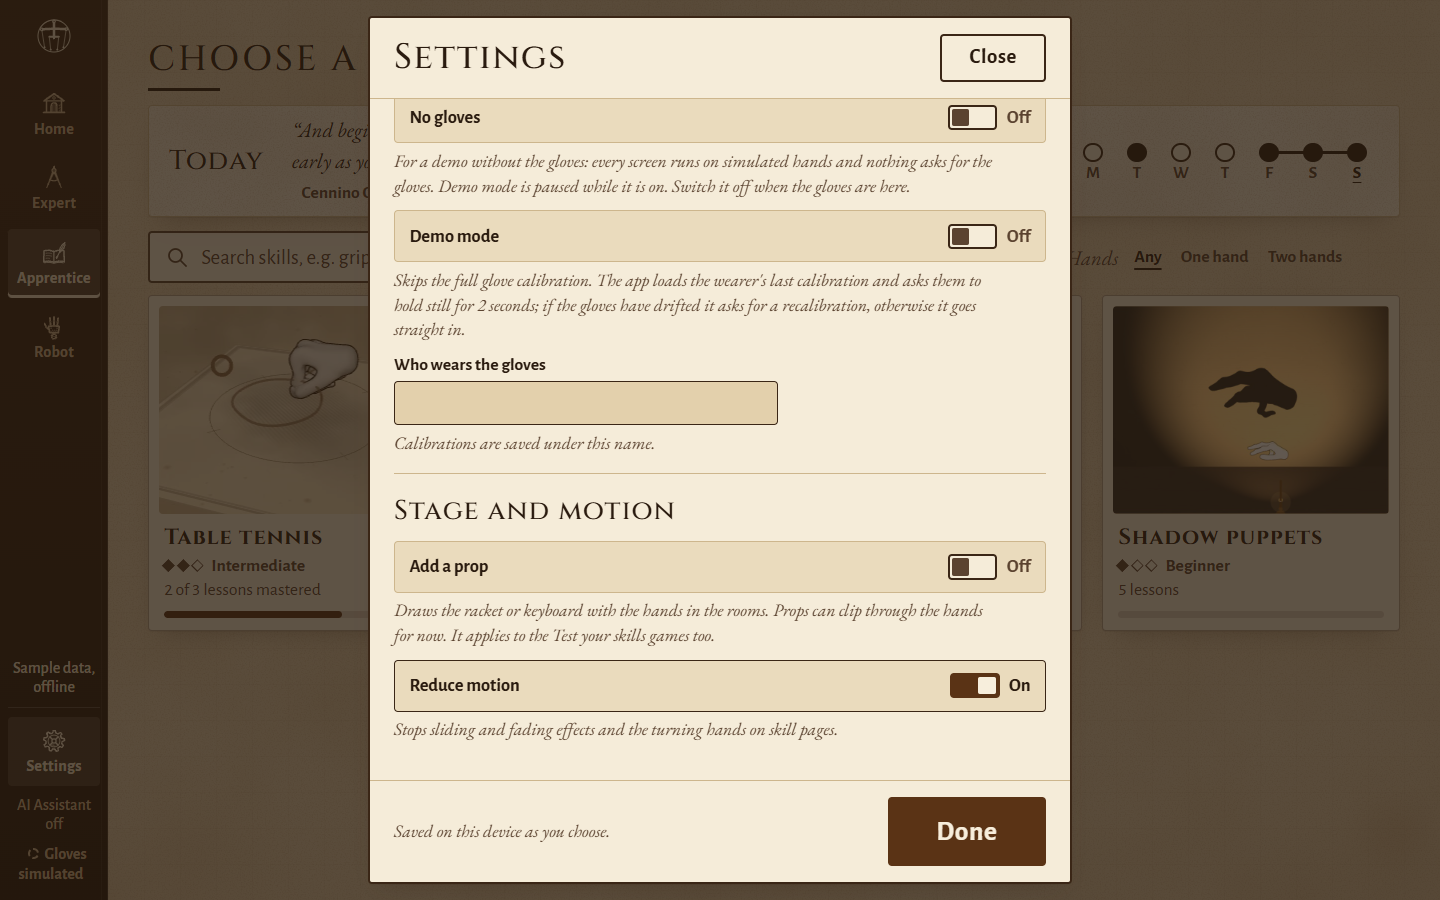 Home
Expert
Apprentice
Robot
Sample data,
offline
Settings
AI Assistant
off
Gloves
simulated
CHOOSE A
TODAY
“And begi
early as yo
Cennino C
M T W T F S S
Search skills, e.g. grip
Hands Any One hand Two hands
TABLE TENNIS
Intermediate
2 of 3 lessons mastered
SHADOW PUPPETS
Beginner
5 lessons
SETTINGS
Close
No gloves Off
For a demo without the gloves: every screen runs on simulated hands and nothing asks for the
gloves. Demo mode is paused while it is on. Switch it off when the gloves are here.
Demo mode Off
Skips the full glove calibration. The app loads the wearer's last calibration and asks them to
hold still for 2 seconds; if the gloves have drifted it asks for a recalibration, otherwise it goes
straight in.
Who wears the gloves
Calibrations are saved under this name.
STAGE AND MOTION
Add a prop Off
Draws the racket or keyboard with the hands in the rooms. Props can clip through the hands
for now. It applies to the Test your skills games too.
Reduce motion On
Stops sliding and fading effects and the turning hands on skill pages.
Saved on this device as you choose.
Done